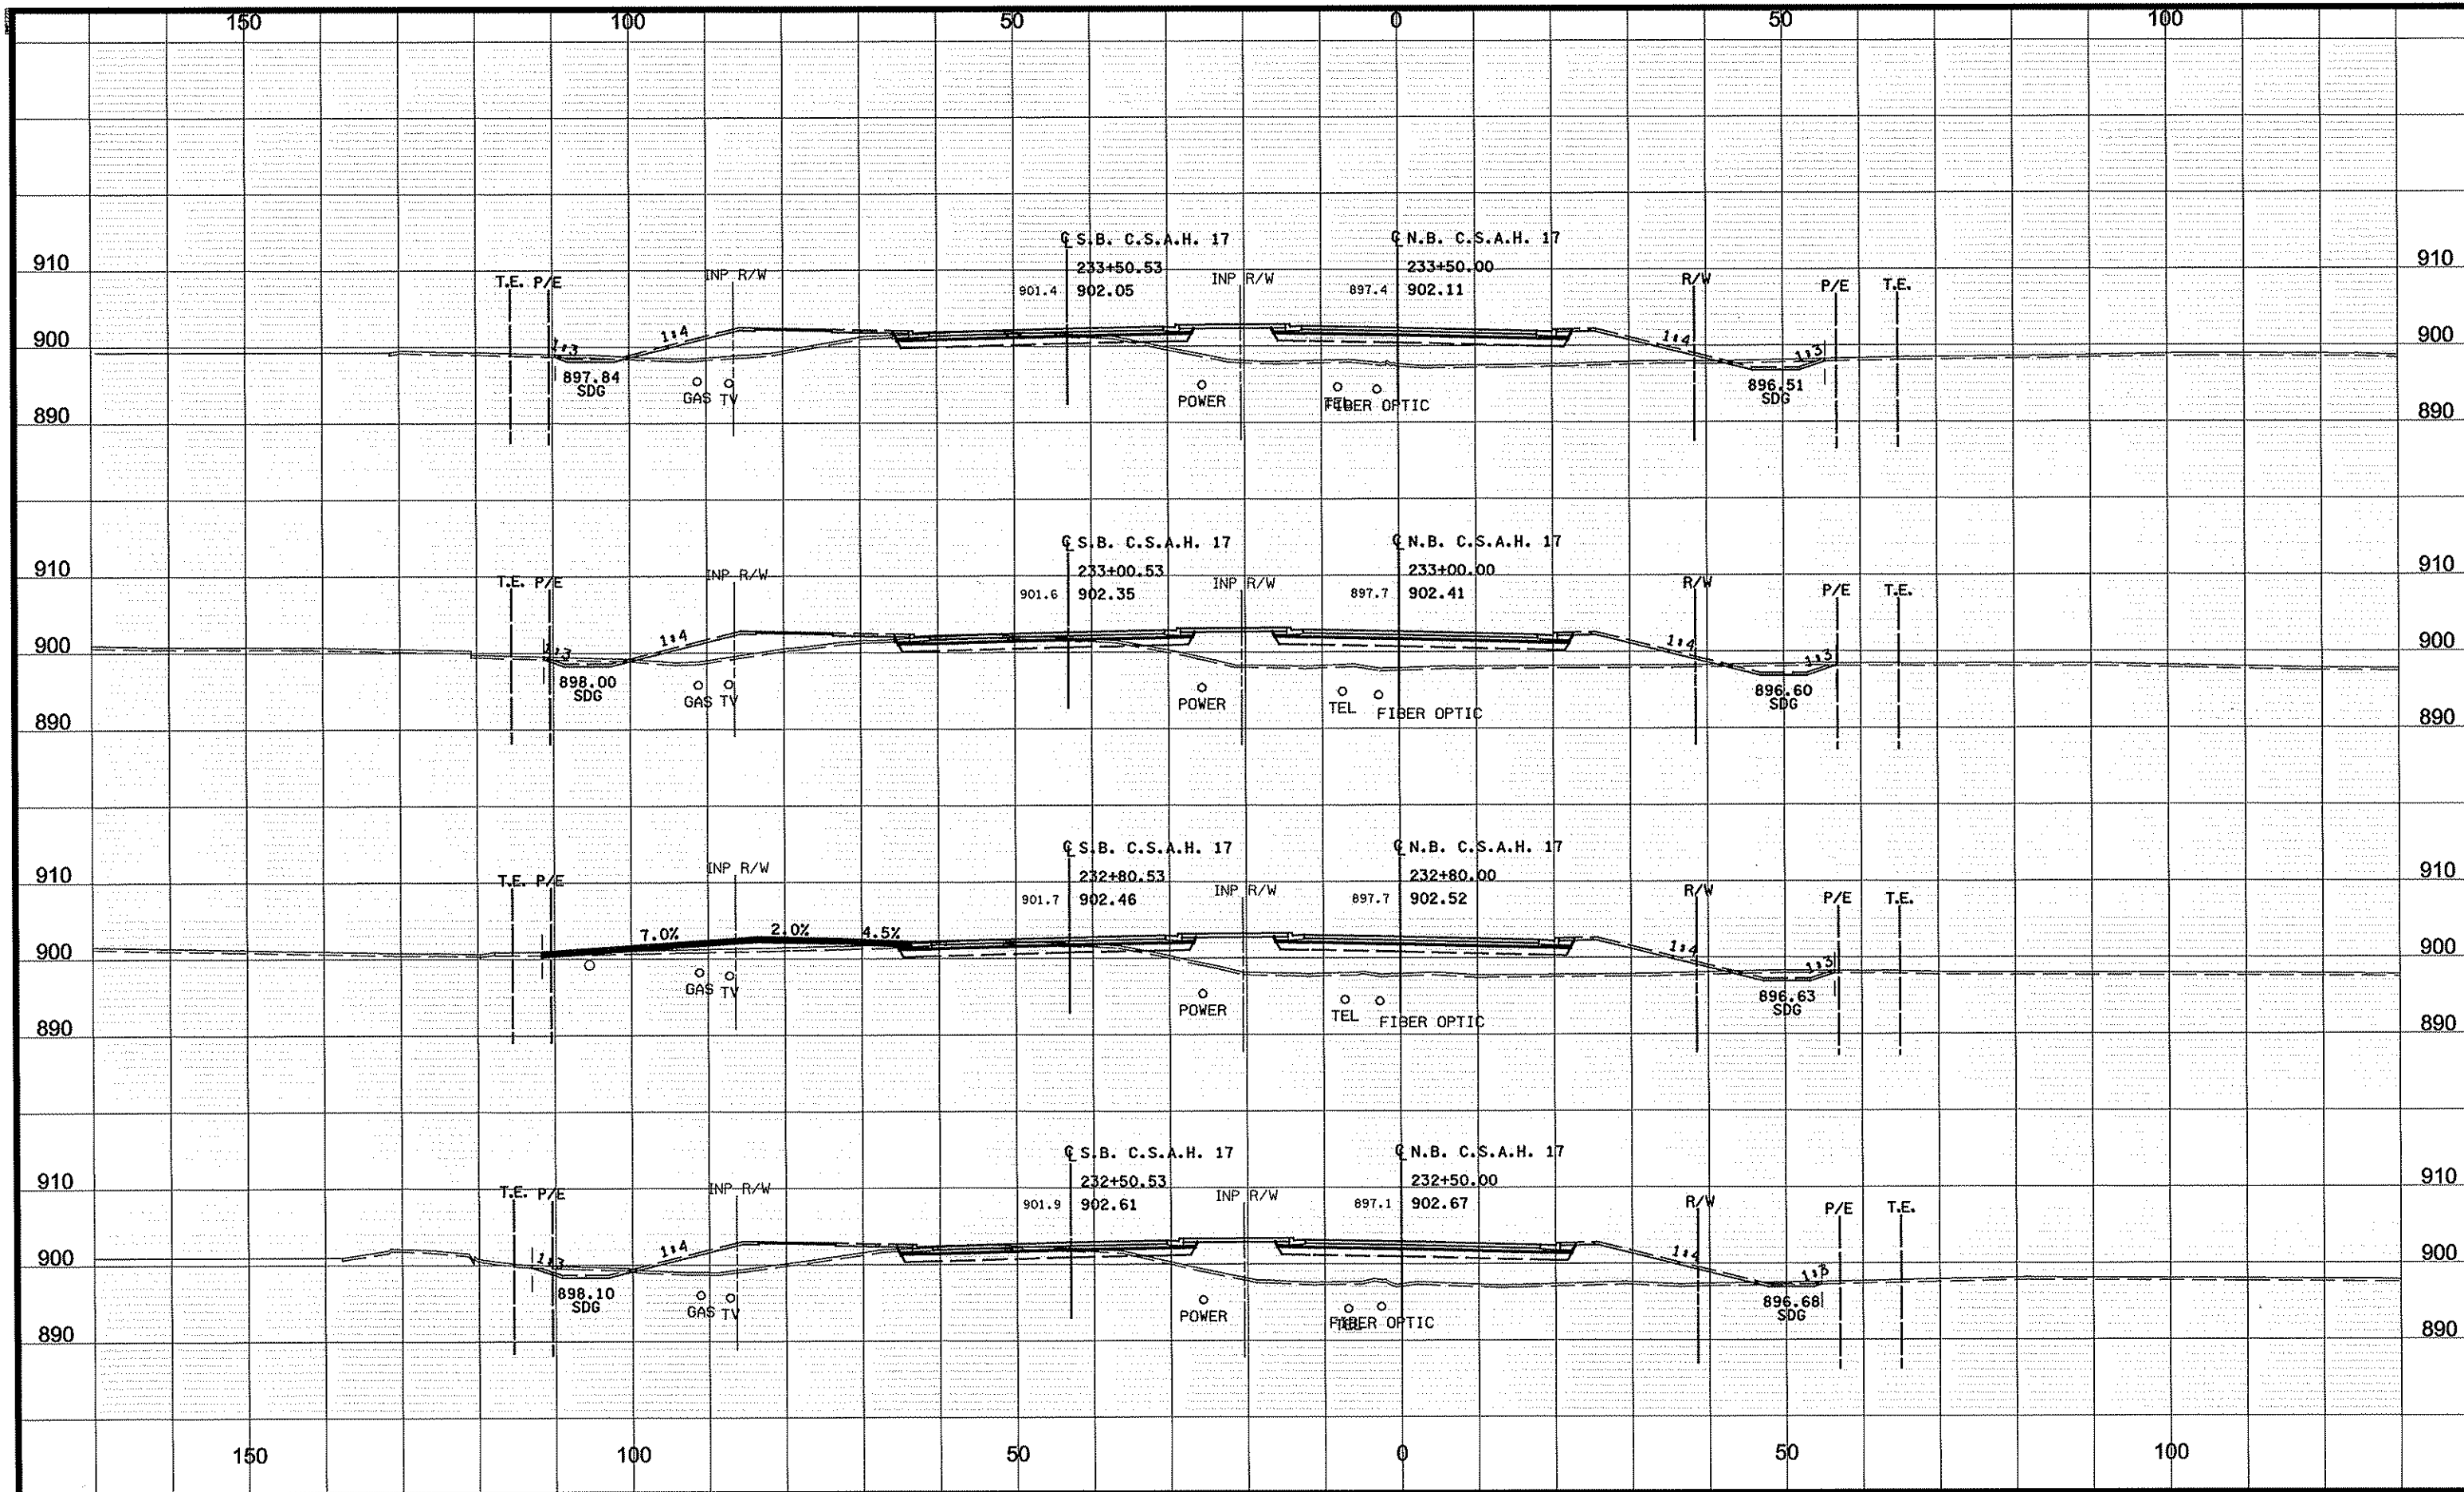 150 100 50 0 50 100
₵ S.B. C.S.A.H. 17 ₵ N.B. C.S.A.H. 17
910 T.E. P/E INP R/W 233+50.53 INP R/W 233+50.00 R/W P/E T.E. 910
901.4 902.05 897.4 902.11
900 1:3 1:4 1:4 1:3 900
897.84 896.51
SDG GAS TV POWER TEL FIBER OPTIC SDG
890 890
₵ S.B. C.S.A.H. 17 ₵ N.B. C.S.A.H. 17
910 T.E. P/E INP R/W 233+00.53 INP R/W 233+00.00 R/W P/E T.E. 910
901.6 902.35 897.7 902.41
900 1:3 1:4 1:4 1:3 900
898.00 896.60
SDG GAS TV POWER TEL FIBER OPTIC SDG
890 890
₵ S.B. C.S.A.H. 17 ₵ N.B. C.S.A.H. 17
910 T.E. P/E INP R/W 232+80.53 INP R/W 232+80.00 R/W P/E T.E. 910
901.7 902.46 897.7 902.52
7.0% 2.0% 4.5%
900 1:4 1:3 900
GAS TV POWER TEL FIBER OPTIC 896.63
SDG
890 890
₵ S.B. C.S.A.H. 17 ₵ N.B. C.S.A.H. 17
910 T.E. P/E INP R/W 232+50.53 INP R/W 232+50.00 R/W P/E T.E. 910
901.9 902.61 897.1 902.67
900 1:3 1:4 1:4 1:3 900
898.10 896.68
SDG GAS TV POWER TEL FIBER OPTIC SDG
890 890
150 100 50 0 50 100